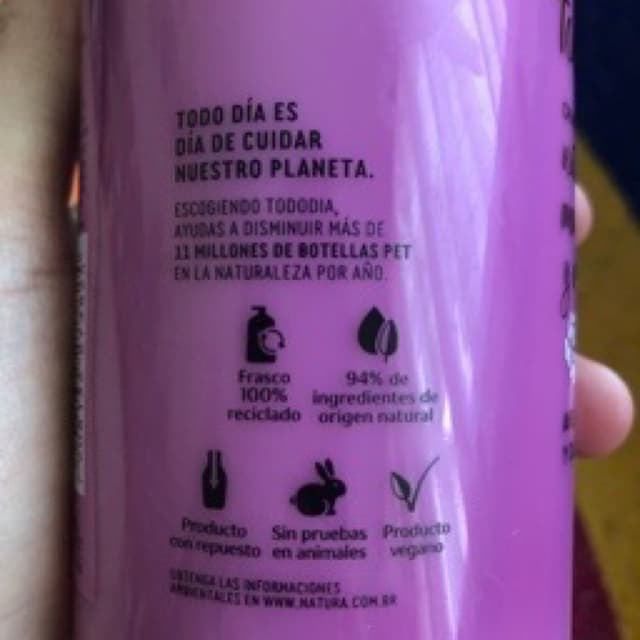 TODO DÍA ES
DÍA DE CUIDAR
NUESTRO PLANETA.
ESCOGIENDO TODODIA,
AYUDAS A DISMINUIR MÁS DE
11 MILLONES DE BOTELLAS PET
EN LA NATURALEZA POR AÑO.
Frasco
100%
reciclado
94% de
ingredientes de
origen natural
Producto
con repuesto
Sin pruebas
en animales
Producto
vegano
OBTENGA LAS INFORMACIONES
AMBIENTALES EN WWW.NATURA.COM.BR